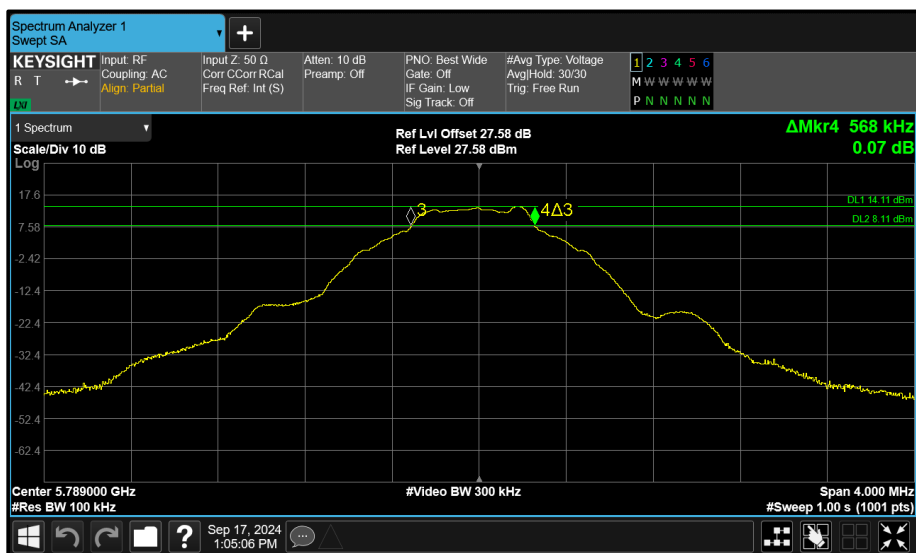 Spectrum Analyzer 1
Swept SA
+
KEYSIGHT
R T
LXI
Input: RF
Coupling: AC
Align: Partial
Input Z: 50 Ω
Corr CCorr RCal
Freq Ref: Int (S)
Atten: 10 dB
Preamp: Off
PNO: Best Wide
Gate: Off
IF Gain: Low
Sig Track: Off
#Avg Type: Voltage
Avg|Hold: 30/30
Trig: Free Run
1 2 3 4 5 6
M W W W W W
P N N N N N
1 Spectrum
Scale/Div 10 dB
Ref Lvl Offset 27.58 dB
Ref Level 27.58 dBm
ΔMkr4 568 kHz
0.07 dB
Log
17.6
7.58
-2.42
-12.4
-22.4
-32.4
-42.4
-52.4
-62.4
3
4Δ3
DL1 14.11 dBm
DL2 8.11 dBm
Center 5.789000 GHz
#Res BW 100 kHz
#Video BW 300 kHz
Span 4.000 MHz
#Sweep 1.00 s (1001 pts)
?
Sep 17, 2024
1:05:06 PM